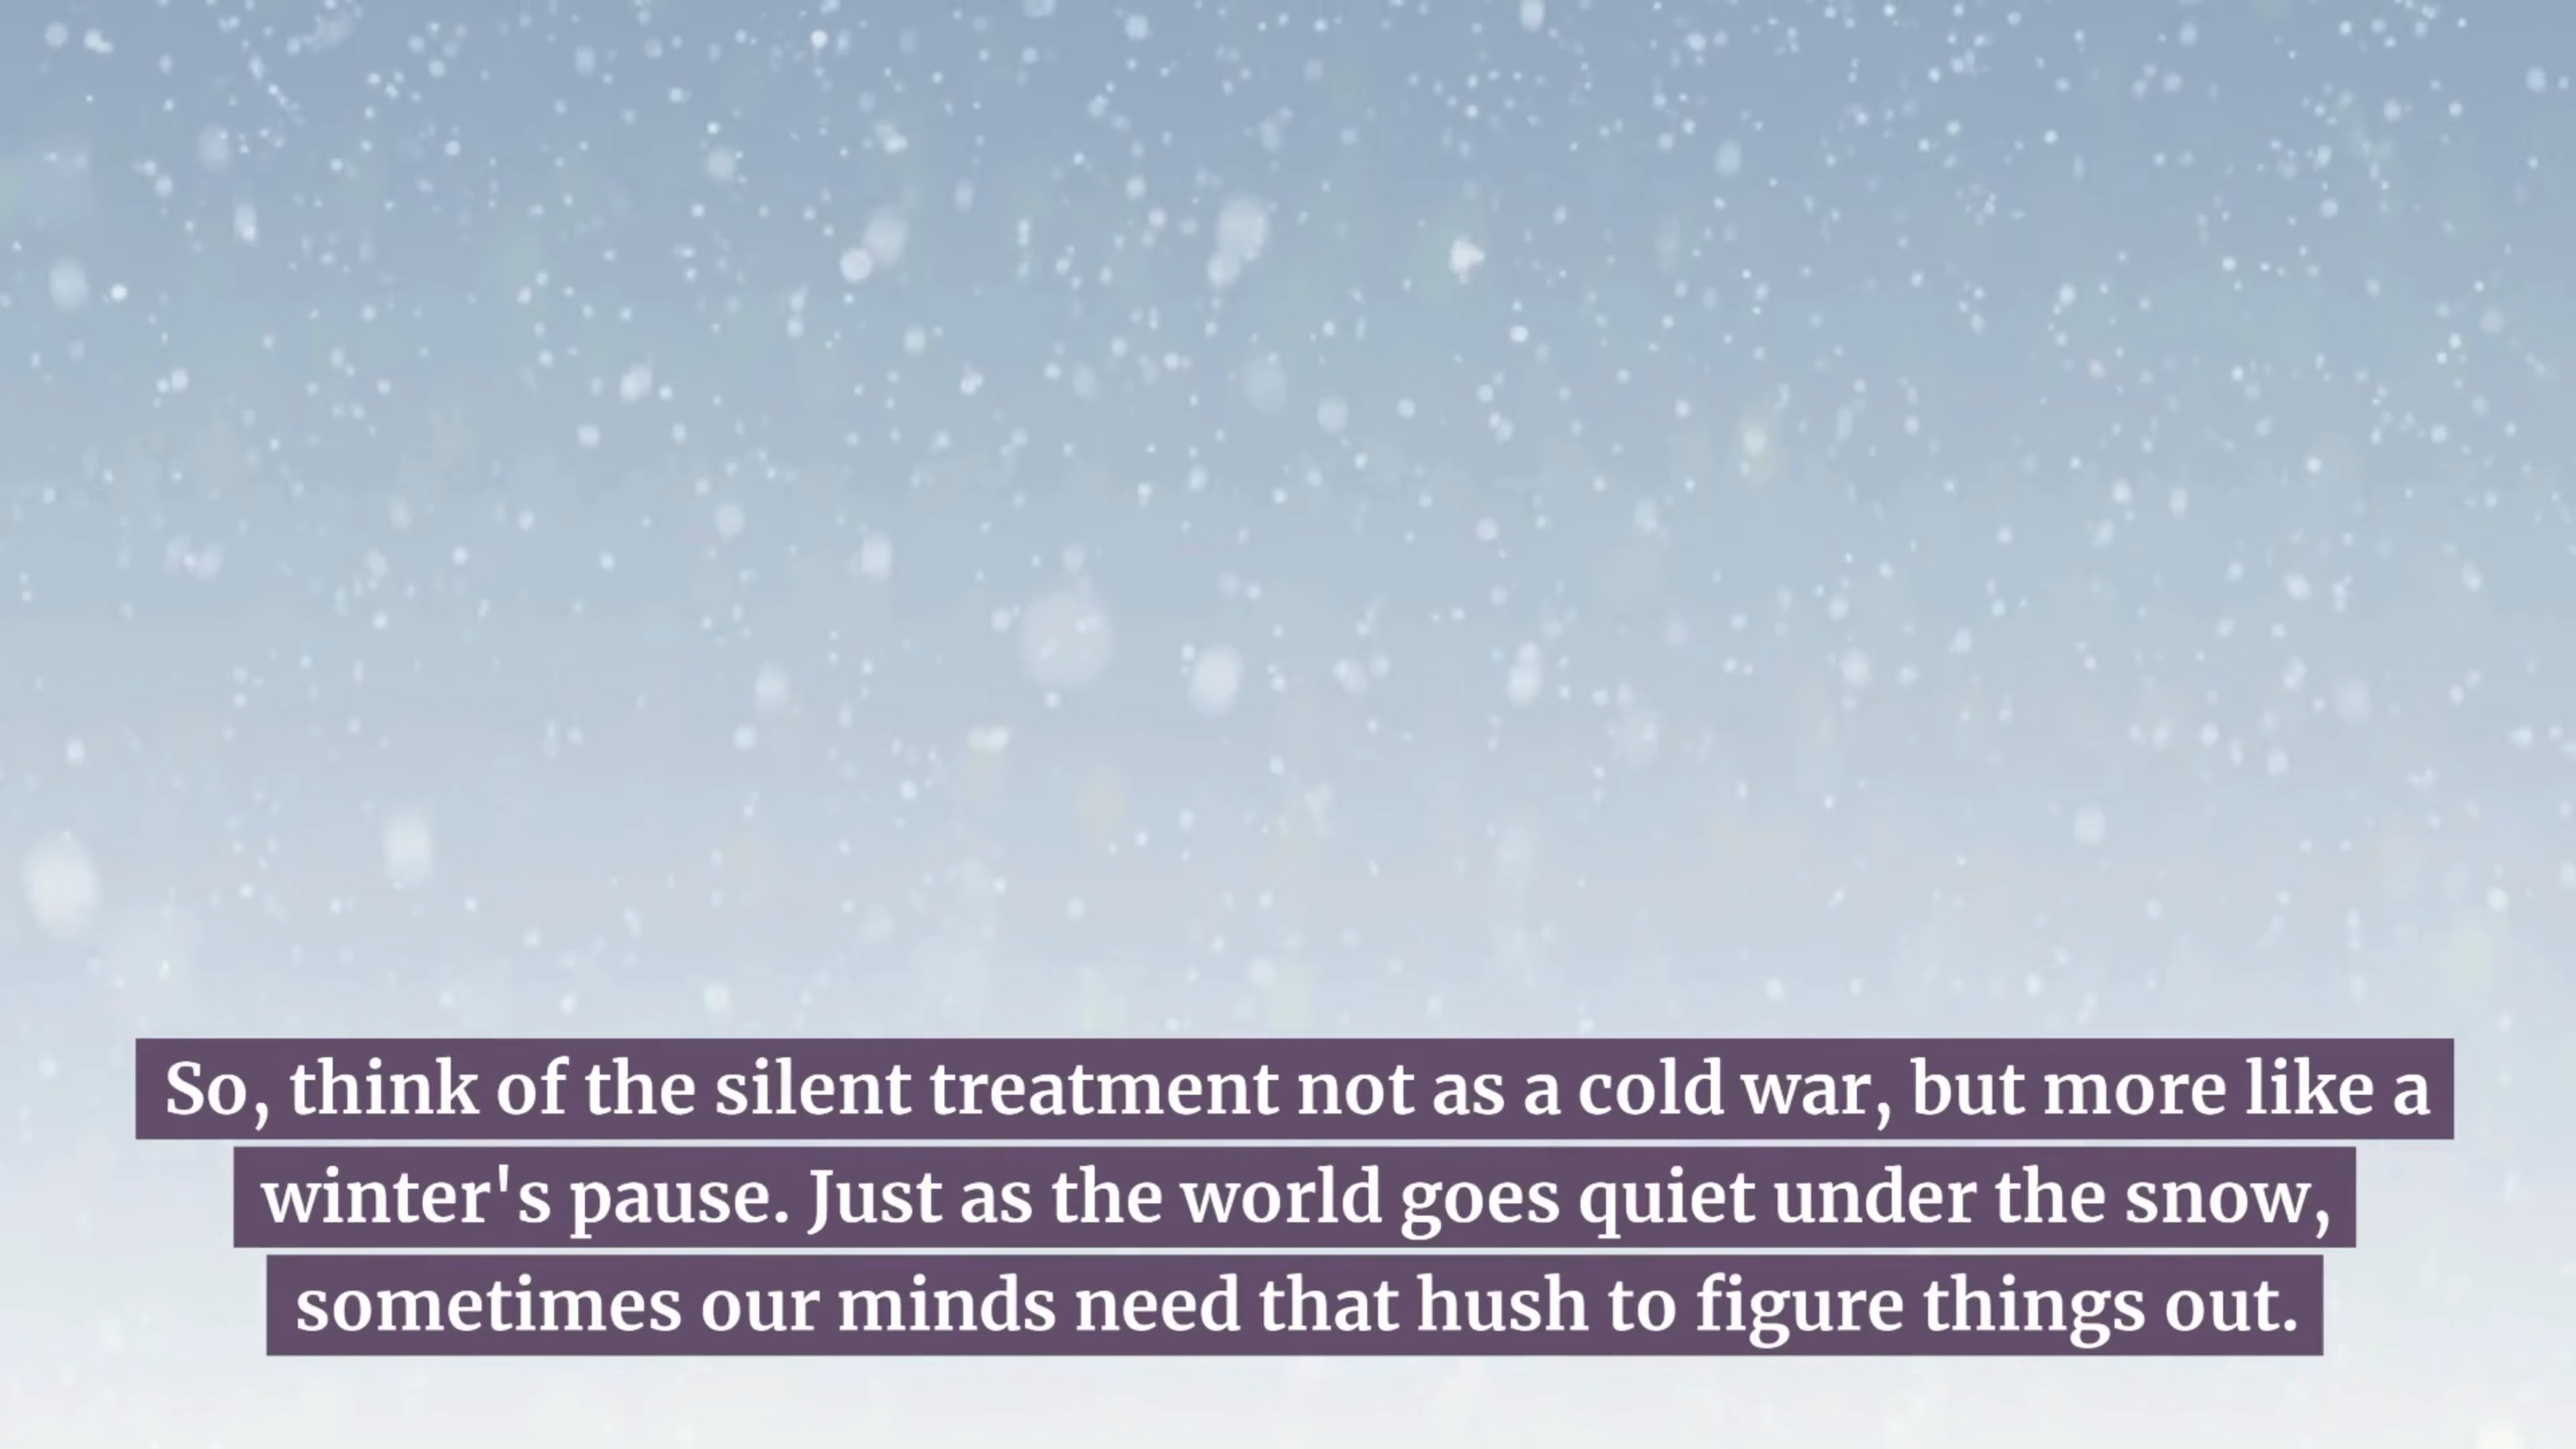 So, think of the silent treatment not as a cold war, but more like a
winter's pause. Just as the world goes quiet under the snow,
sometimes our minds need that hush to figure things out.